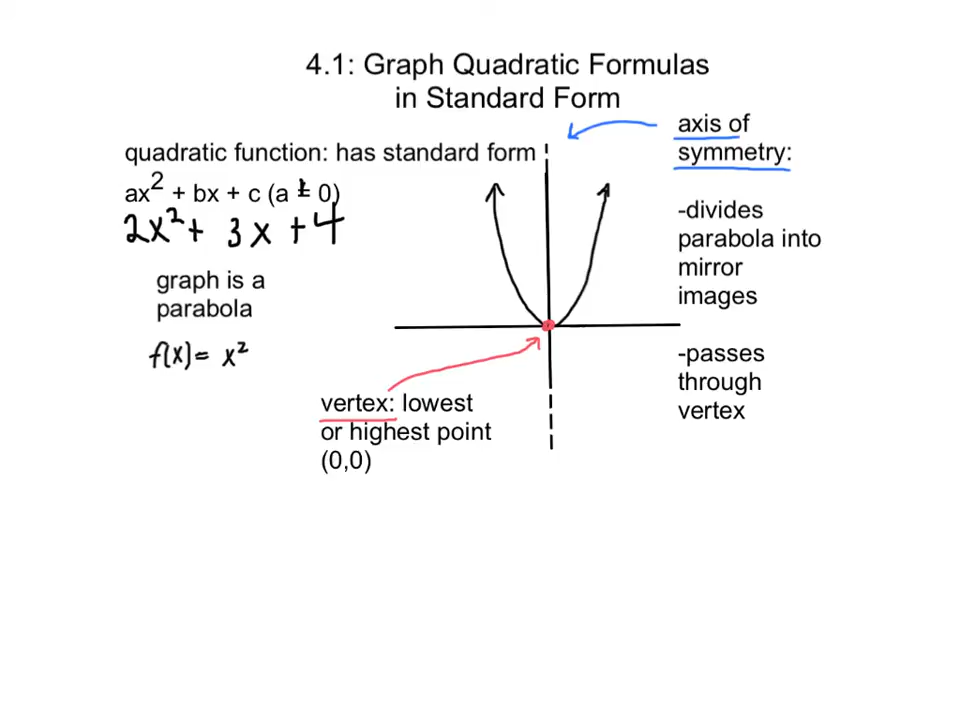 4.1: Graph Quadratic Formulas
in Standard Form
quadratic function: has standard form
ax² + bx + c (a ≠ 0)
2x² + 3x + 4
graph is a
parabola
f(x) = x²
vertex: lowest
or highest point
(0,0)
axis of
symmetry:
-divides
parabola into
mirror
images
-passes
through
vertex